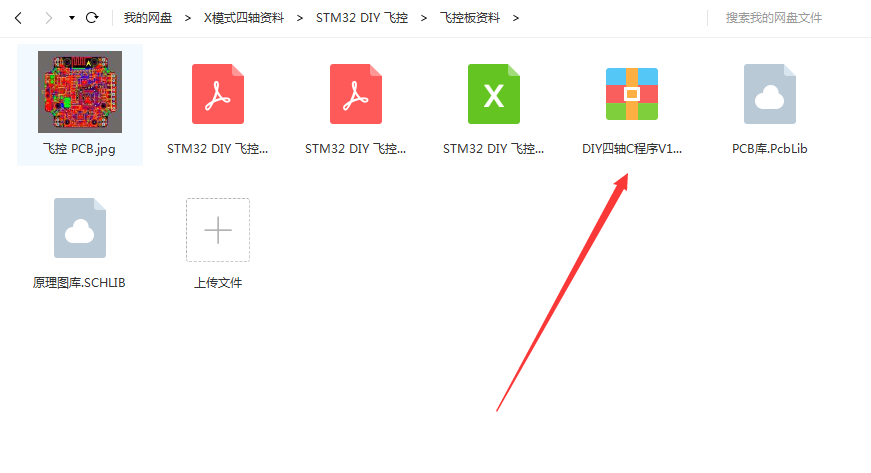 我的网盘 > X模式四轴资料 > STM32 DIY 飞控 > 飞控板资料 > 搜索我的网盘文件
飞控 PCB.jpg STM32 DIY 飞控... STM32 DIY 飞控... STM32 DIY 飞控... DIY四轴C程序V1... PCB库.PcbLib
原理图库.SCHLIB 上传文件